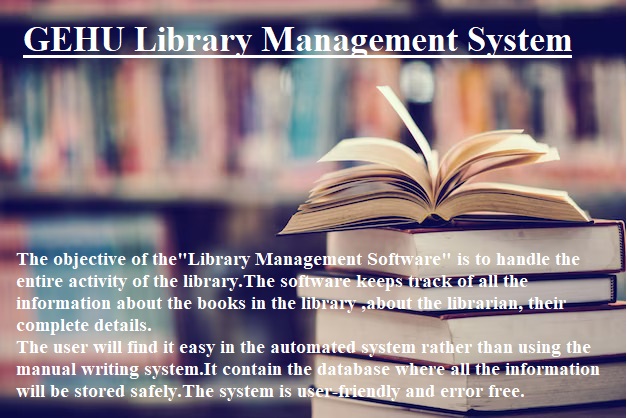 GEHU Library Management System
The objective of the"Library Management Software" is to handle the
entire activity of the library.The software keeps track of all the
information about the books in the library ,about the librarian, their
complete details.
The user will find it easy in the automated system rather than using the
manual writing system.It contain the database where all the information
will be stored safely.The system is user-friendly and error free.